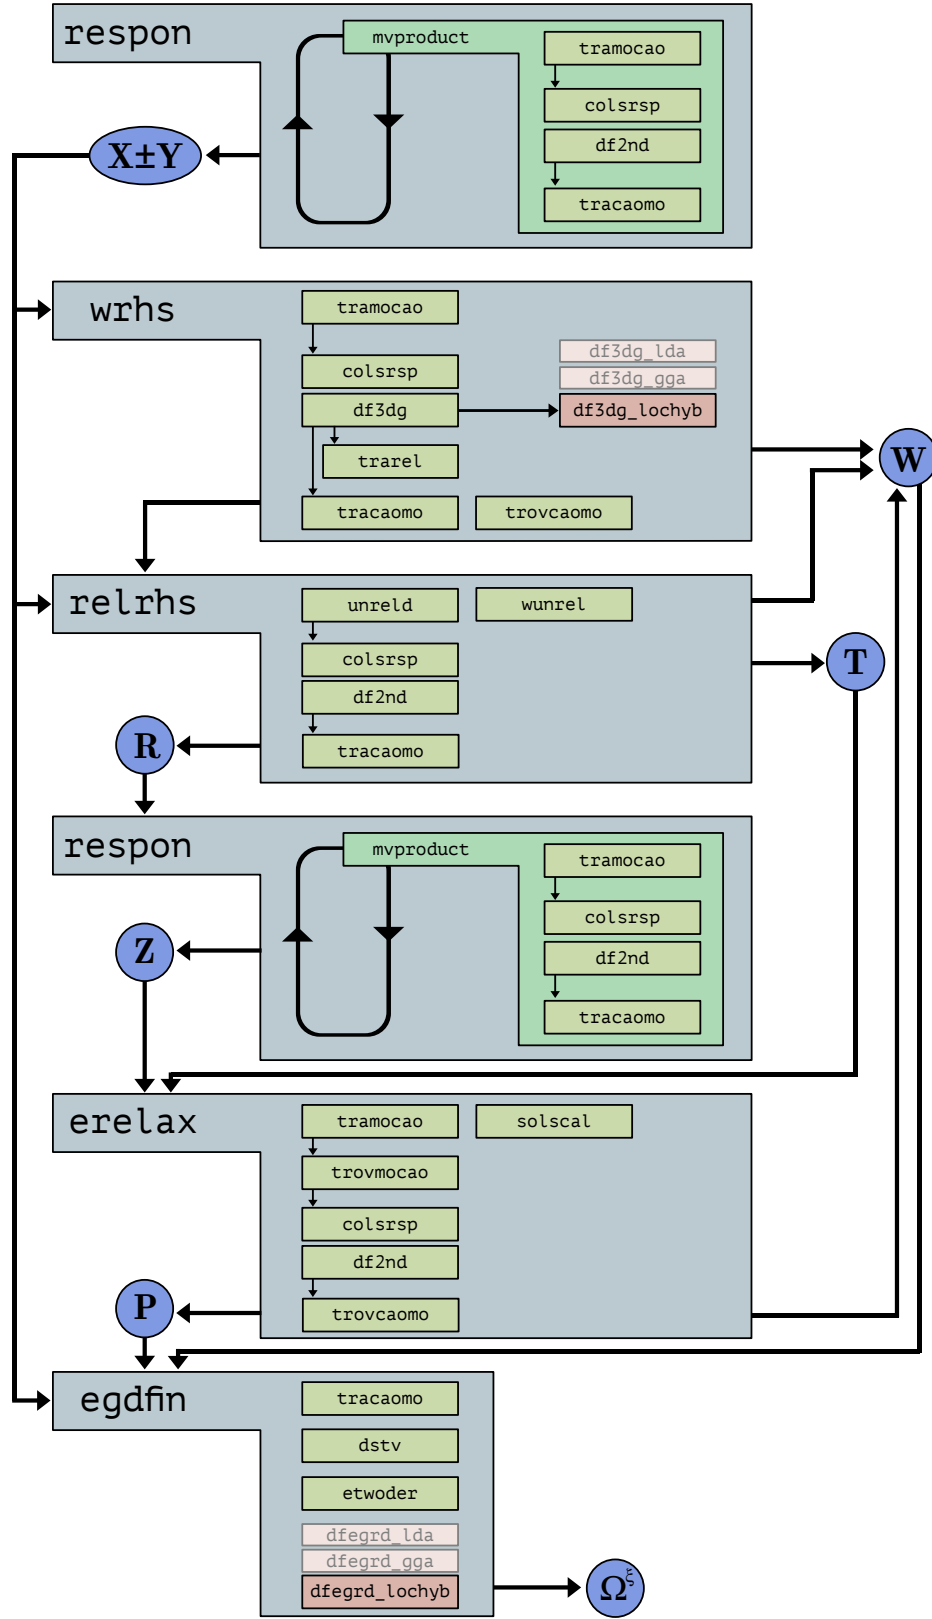 respon
mvproduct
tramocao
colsrsp
df2nd
tracaomo
X±Y
wrhs
tramocao
colsrsp
df3dg
trarel
tracaomo
trovcaomo
df3dg_lda
df3dg_gga
df3dg_lochyb
W
relrhs
unreld
wunrel
colsrsp
df2nd
tracaomo
T
R
respon
mvproduct
tramocao
colsrsp
df2nd
tracaomo
Z
erelax
tramocao
solscal
trovmocao
colsrsp
df2nd
trovcaomo
P
egdfin
tracaomo
dstv
etwoder
dfegrd_lda
dfegrd_gga
dfegrd_lochyb
Ω^ξ